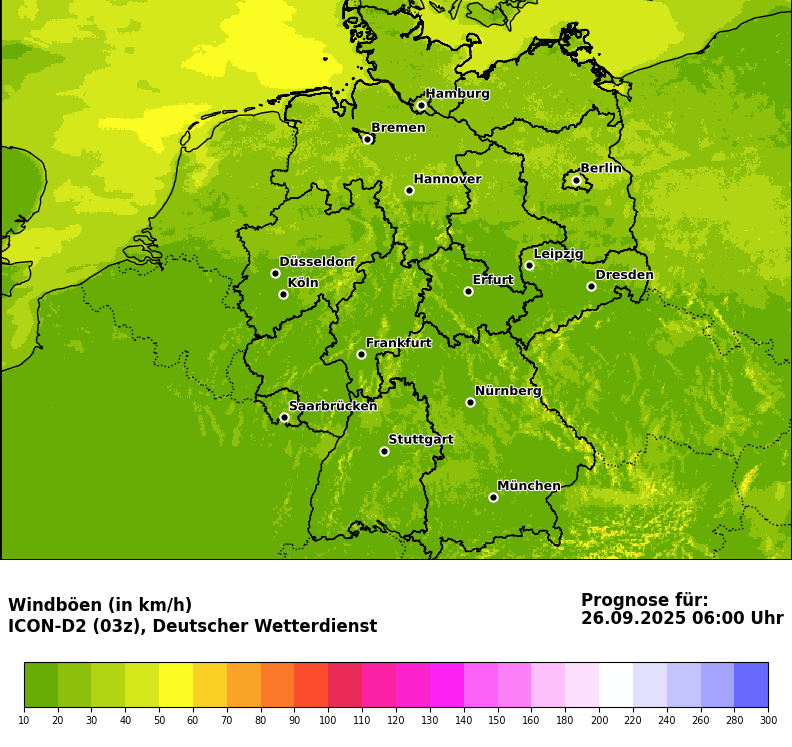 Hamburg
Bremen
Berlin
Hannover
Düsseldorf
Leipzig
Dresden
Köln
Erfurt
Frankfurt
Nürnberg
Saarbrücken
Stuttgart
München
Windböen (in km/h)
ICON-D2 (03z), Deutscher Wetterdienst
Prognose für:
26.09.2025 06:00 Uhr
10 20 30 40 50 60 70 80 90 100 110 120 130 140 150 160 180 200 220 240 260 280 300